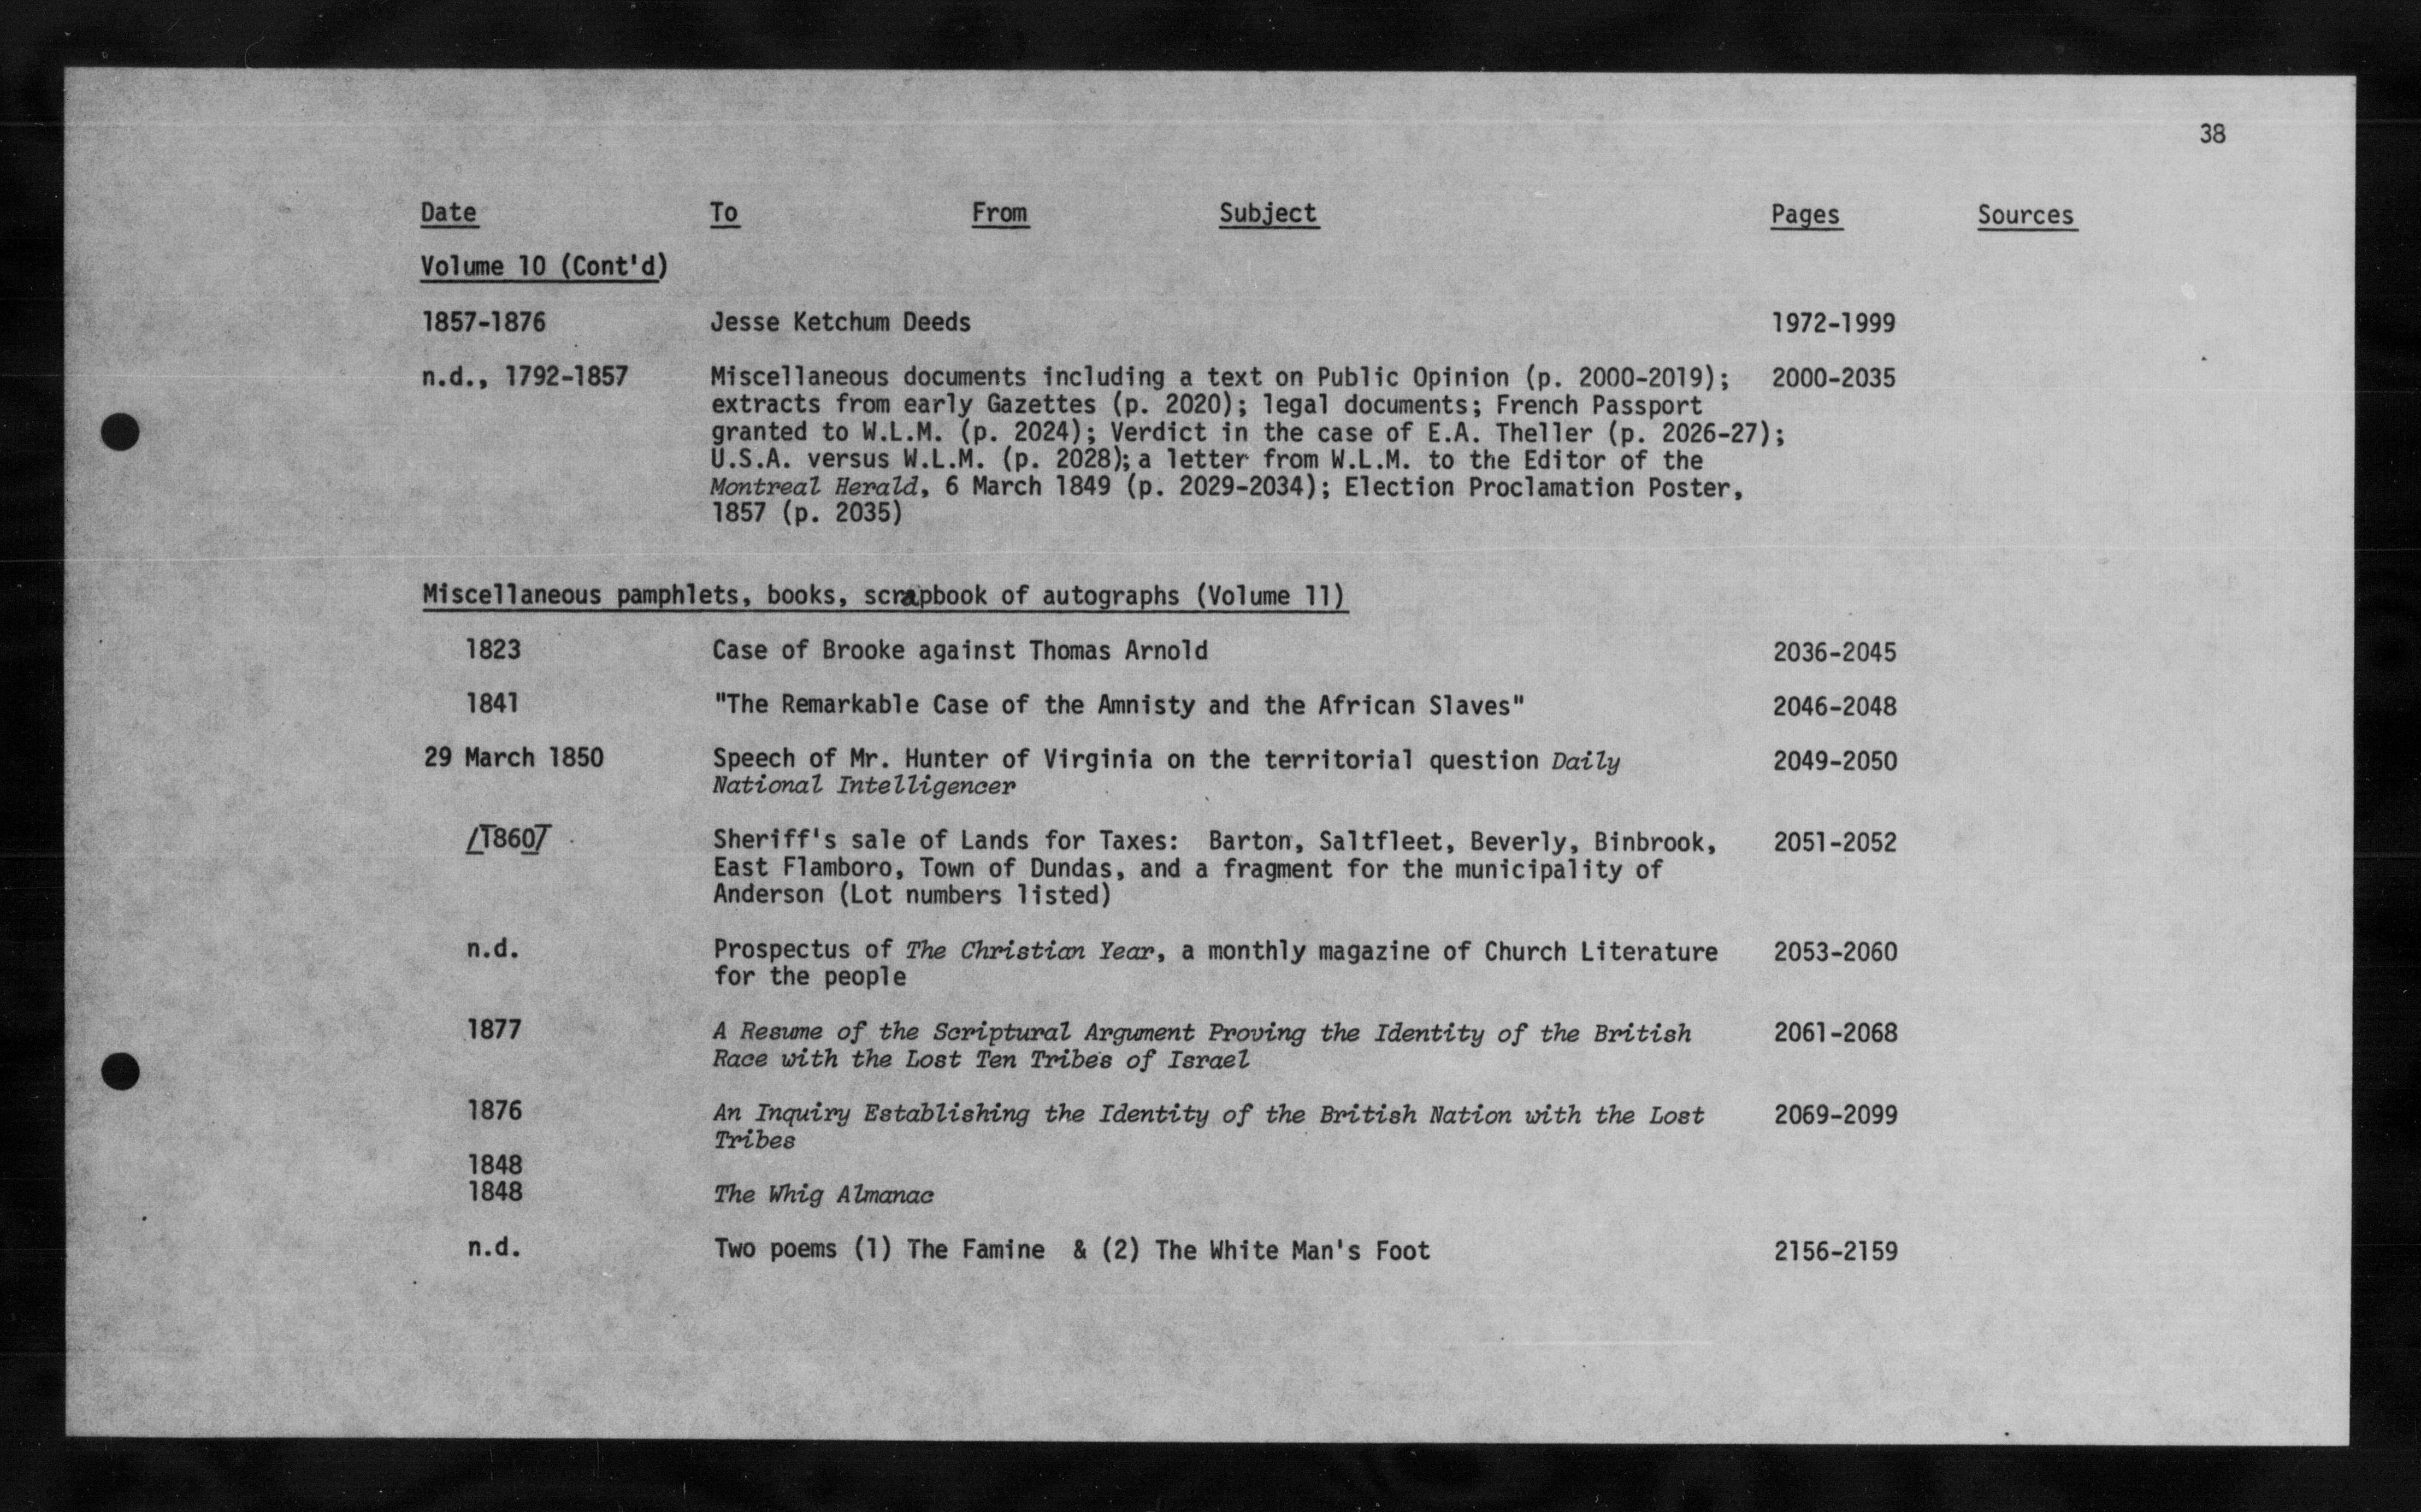 38
Date To From Subject Pages Sources
Volume 10 (Cont'd)
1857-1876 Jesse Ketchum Deeds 1972-1999
n.d., 1792-1857 Miscellaneous documents including a text on Public Opinion (p. 2000-2019); 2000-2035
extracts from early Gazettes (p. 2020); legal documents; French Passport
granted to W.L.M. (p. 2024); Verdict in the case of E.A. Theller (p. 2026-27);
U.S.A. versus W.L.M. (p. 2028); a letter from W.L.M. to the Editor of the
Montreal Herald, 6 March 1849 (p. 2029-2034); Election Proclamation Poster,
1857 (p. 2035)
Miscellaneous pamphlets, books, scrapbook of autographs (Volume 11)
1823 Case of Brooke against Thomas Arnold 2036-2045
1841 "The Remarkable Case of the Amnisty and the African Slaves" 2046-2048
29 March 1850 Speech of Mr. Hunter of Virginia on the territorial question Daily 2049-2050
National Intelligencer
/1860/ Sheriff's sale of Lands for Taxes: Barton, Saltfleet, Beverly, Binbrook, 2051-2052
East Flamboro, Town of Dundas, and a fragment for the municipality of
Anderson (Lot numbers listed)
n.d. Prospectus of The Christian Year, a monthly magazine of Church Literature 2053-2060
for the people
1877 A Resume of the Scriptural Argument Proving the Identity of the British 2061-2068
Race with the Lost Ten Tribes of Israel
1876 An Inquiry Establishing the Identity of the British Nation with the Lost 2069-2099
Tribes
1848
1848 The Whig Almanac
n.d. Two poems (1) The Famine & (2) The White Man's Foot 2156-2159